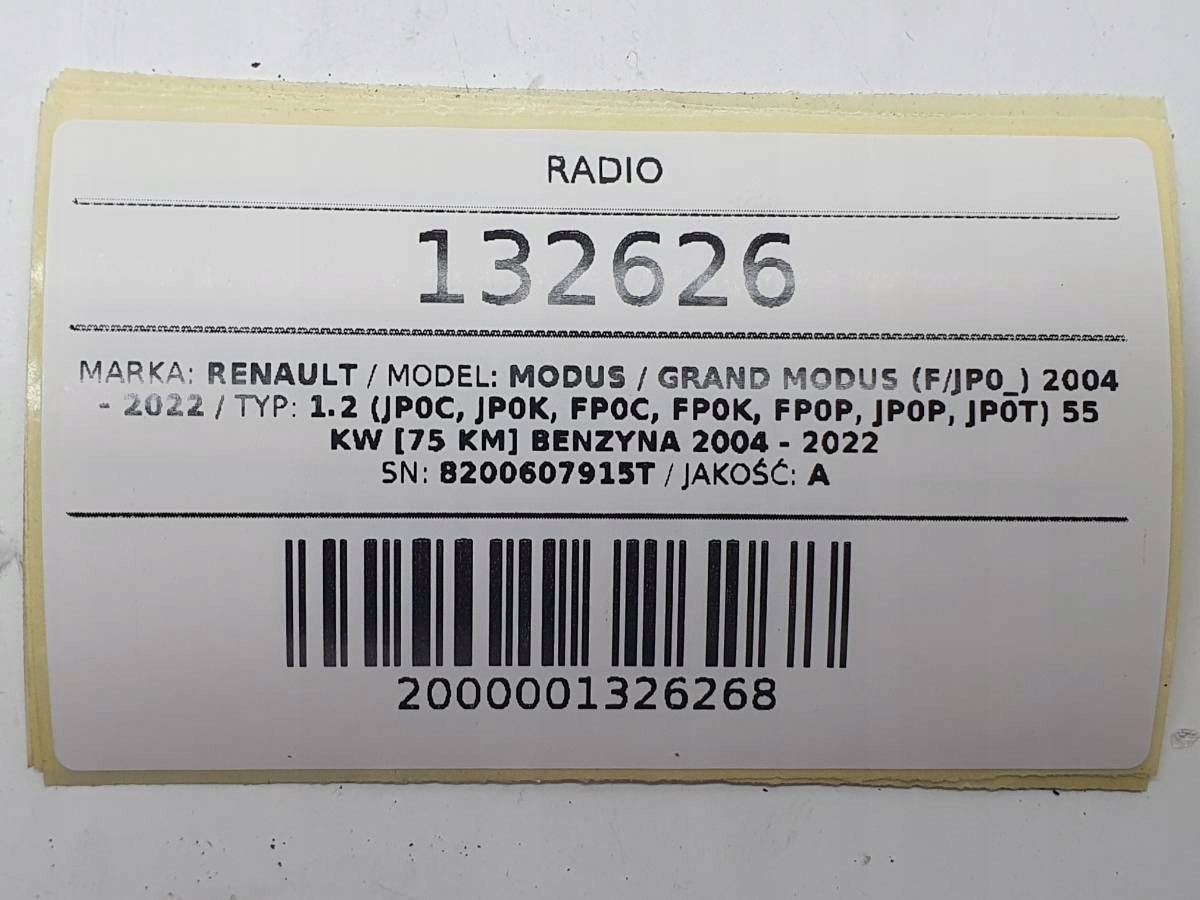 RADIO
132626
MARKA: RENAULT / MODEL: MODUS / GRAND MODUS (F/JP0_) 2004
- 2022 / TYP: 1.2 (JP0C, JP0K, FP0C, FP0K, FP0P, JP0P, JP0T) 55
KW [75 KM] BENZYNA 2004 - 2022
SN: 8200607915T / JAKOŚĆ: A
2000001326268